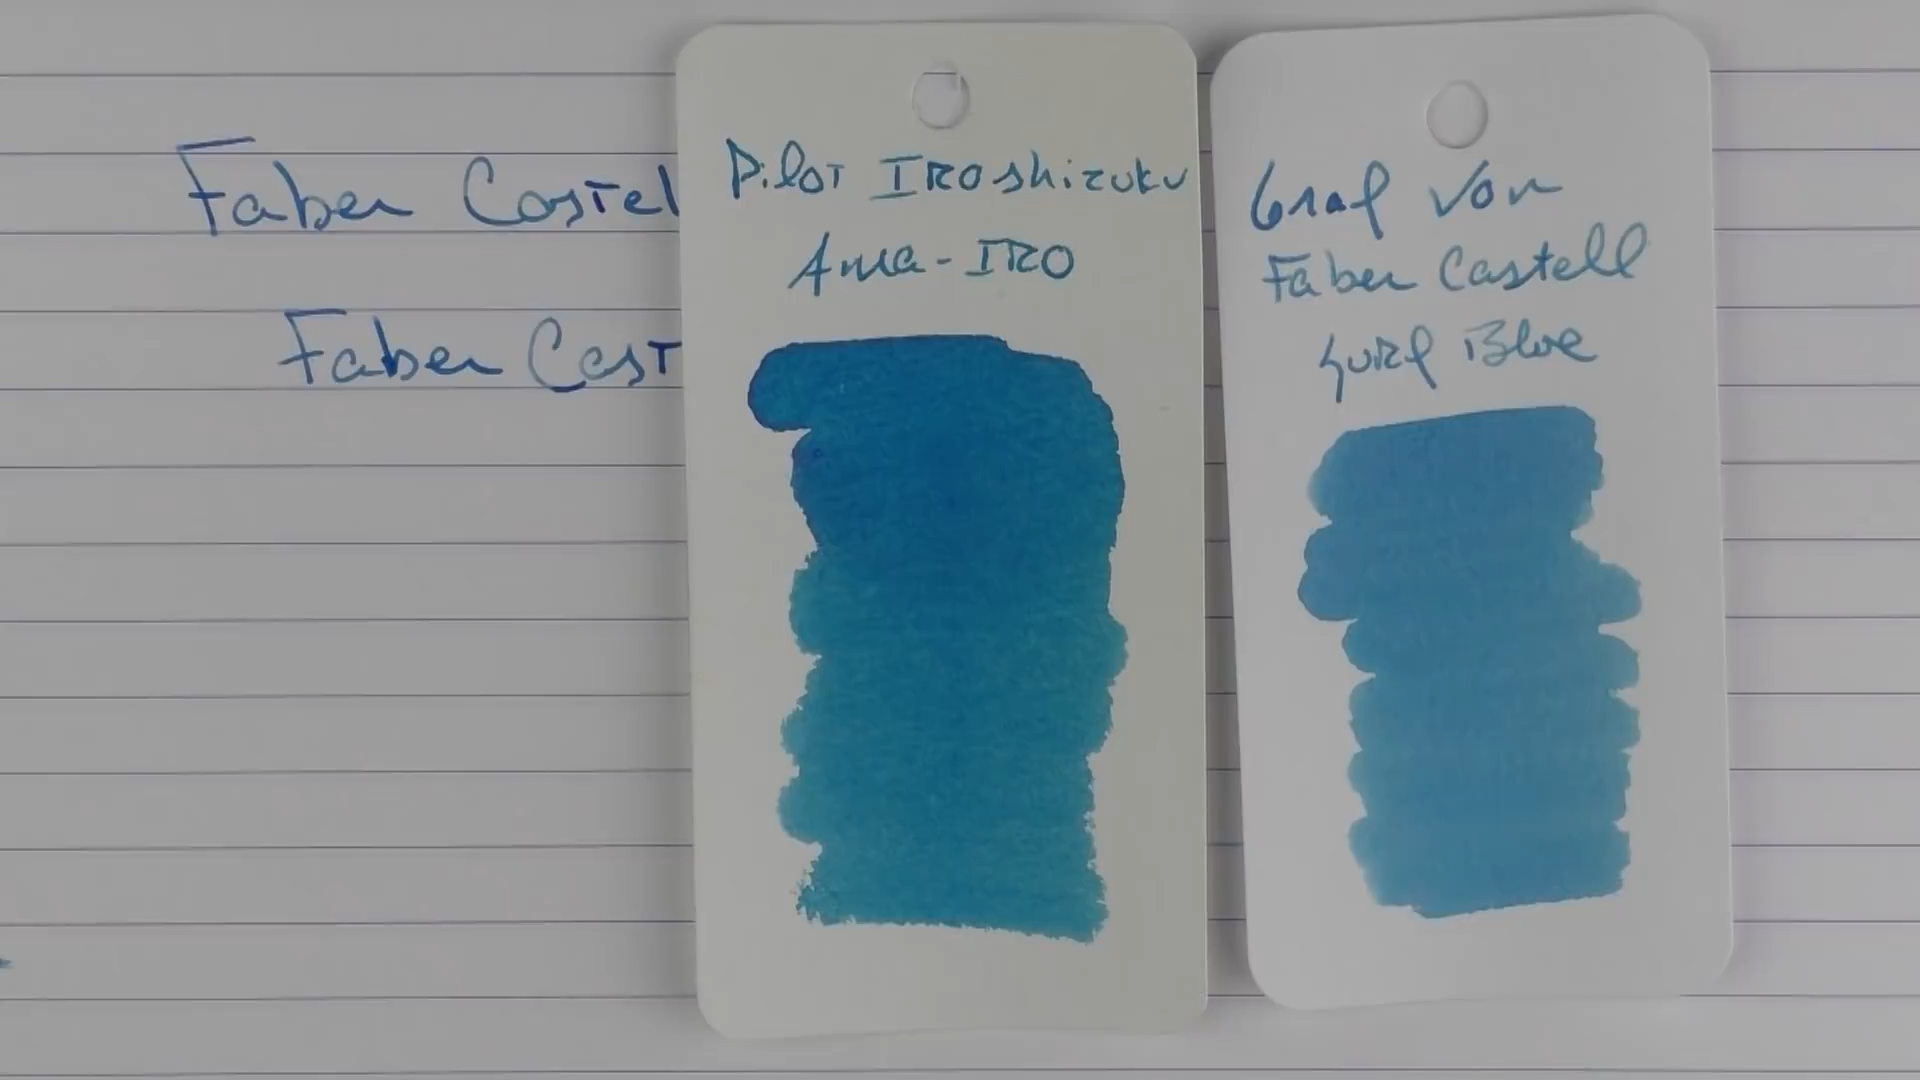 Faber Castel
Faber Cast
Pilot IROshizuku
Ama-IRO
Graf von
Faber Castell
Gulf Blue